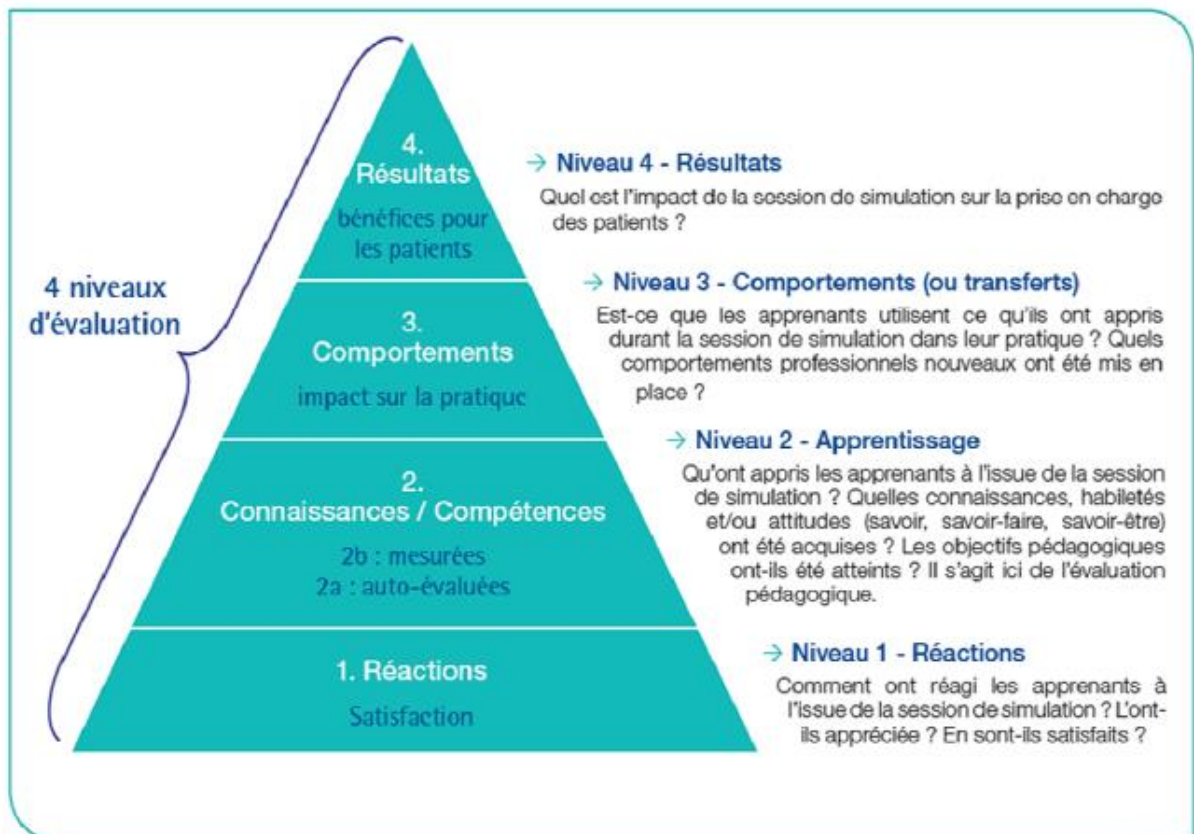 4 niveaux
d'évaluation
4.
Résultats
bénéfices pour
les patients
3.
Comportements
impact sur la pratique
2.
Connaissances / Compétences
2b : mesurées
2a : auto-évaluées
1. Réactions
Satisfaction
→ Niveau 4 - Résultats
Quel est l'impact de la session de simulation sur la prise en charge
des patients ?
→ Niveau 3 - Comportements (ou transferts)
Est-ce que les apprenants utilisent ce qu'ils ont appris
durant la session de simulation dans leur pratique ? Quels
comportements professionnels nouveaux ont été mis en
place ?
→ Niveau 2 - Apprentissage
Qu'ont appris les apprenants à l'issue de la session
de simulation ? Quelles connaissances, habiletés
et/ou attitudes (savoir, savoir-faire, savoir-être)
ont été acquises ? Les objectifs pédagogiques
ont-ils été atteints ? Il s'agit ici de l'évaluation
pédagogique.
→ Niveau 1 - Réactions
Comment ont réagi les apprenants à
l'issue de la session de simulation ? L'ont-
ils appréciée ? En sont-ils satisfaits ?